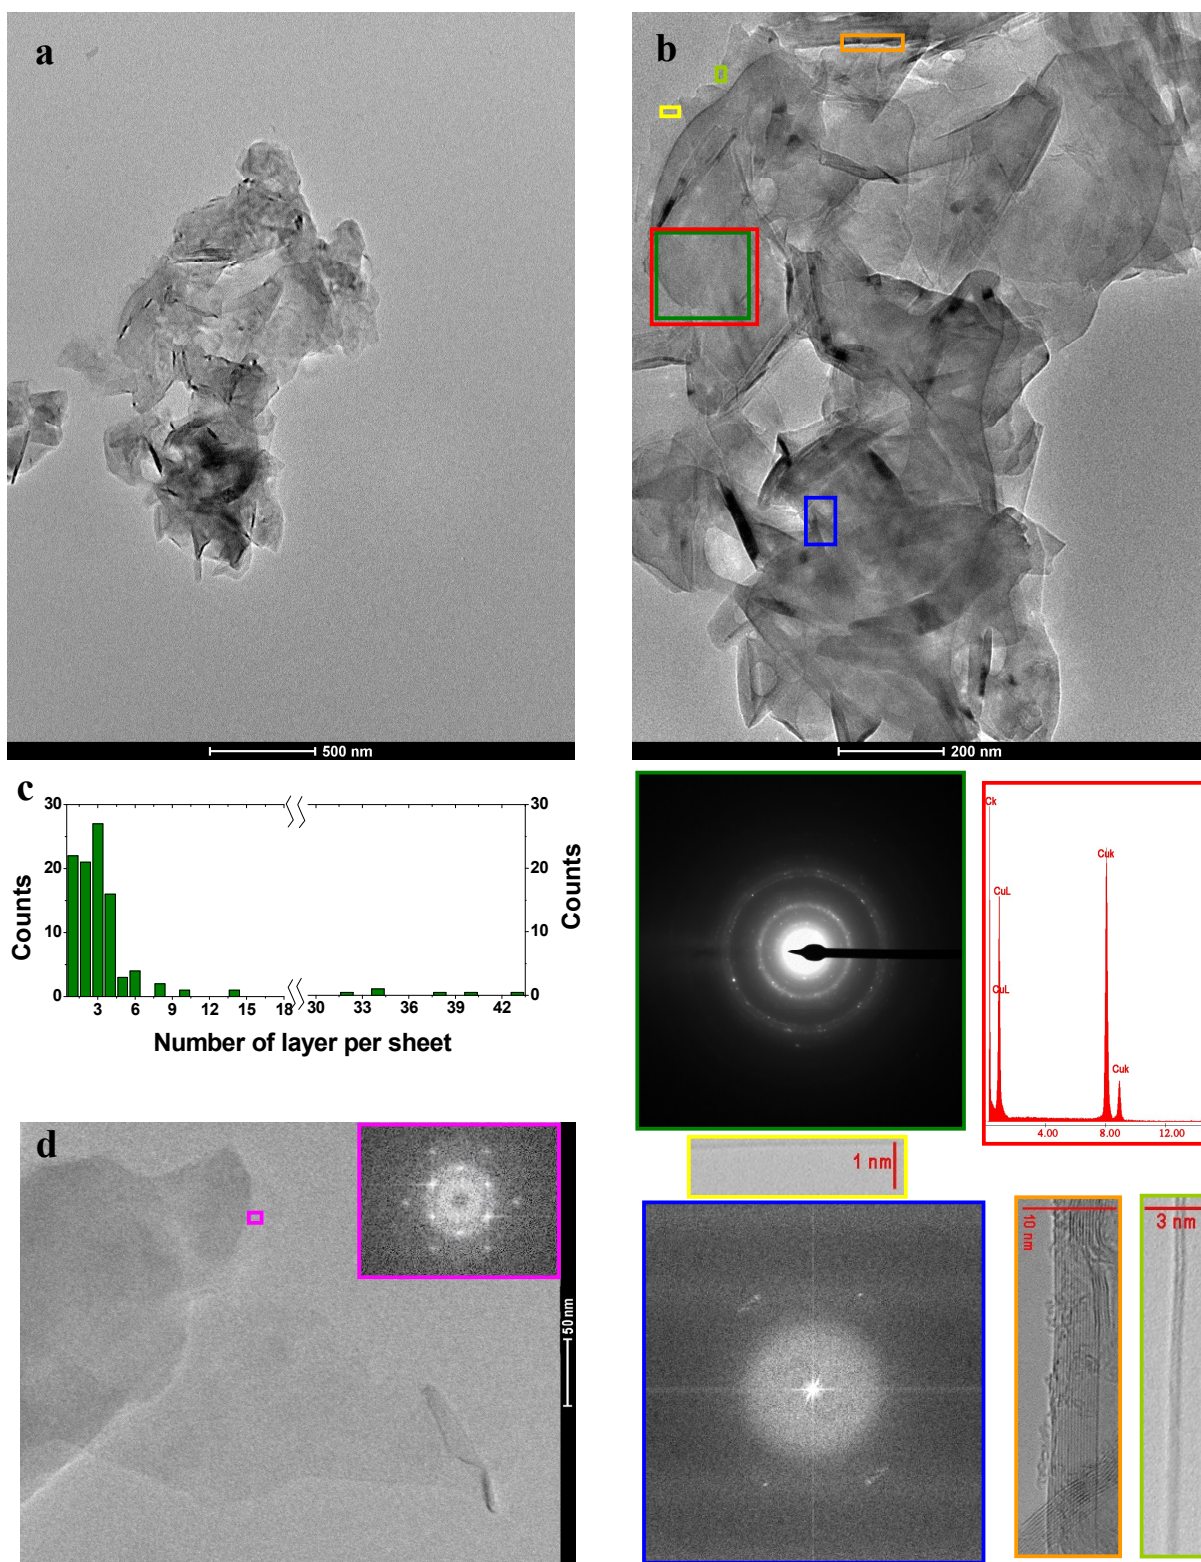 a
500 nm
b
200 nm
c
30
20
10
0
Counts
3
6
9
12
15
18
30
33
36
39
42
30
20
10
0
Counts
Number of layer per sheet
Ck
CuL
CuL
Cuk
Cuk
4.00
8.00
12.00
1 nm
d
50 nm
10 nm
3 nm